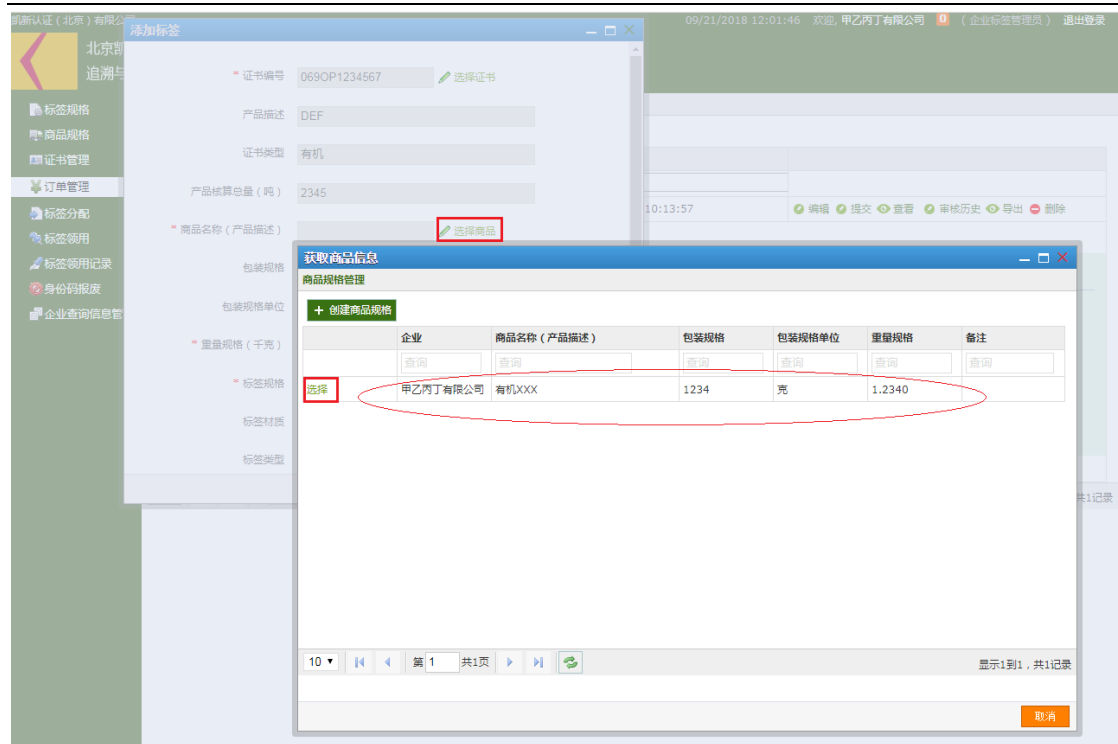 凯新认证（北京）有限公
09/21/2018 12:01:46 欢迎, 甲乙丙丁有限公司 0 （企业标签管理员） 退出登录
北京凯
追溯与
标签规格
商品规格
证书管理
订单管理
标签分配
标签领用
标签领用记录
身份码报废
企业查询信息管
添加标签
* 证书编号 069OP1234567 选择证书
产品描述 DEF
证书类型 有机
产品核算总量（吨） 2345
* 商品名称（产品描述） 选择商品
包装规格
包装规格单位
* 重量规格（千克）
* 标签规格
标签材质
标签类型
10:13:57 编辑 提交 查看 审核历史 导出 删除
共1记录
获取商品信息
商品规格管理
+ 创建商品规格
企业 商品名称（产品描述） 包装规格 包装规格单位 重量规格 备注
查询 查询 查询 查询 查询 查询
选择 甲乙丙丁有限公司 有机XXX 1234 克 1.2340
10 第 1 共1页
显示1到1，共1记录
取消